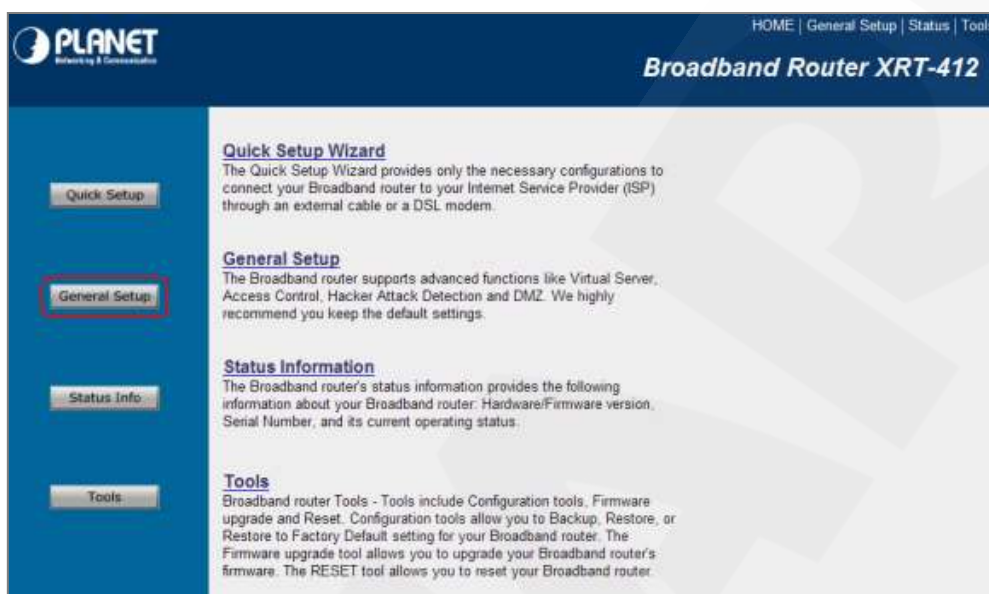 PLANET
Networking & Communication
HOME | General Setup | Status | Tools
Broadband Router XRT-412
Quick Setup
General Setup
Status Info
Tools
Quick Setup Wizard
The Quick Setup Wizard provides only the necessary configurations to
connect your Broadband router to your Internet Service Provider (ISP)
through an external cable or a DSL modem.
General Setup
The Broadband router supports advanced functions like Virtual Server,
Access Control, Hacker Attack Detection and DMZ. We highly
recommend you keep the default settings.
Status Information
The Broadband router's status information provides the following
information about your Broadband router: Hardware/Firmware version,
Serial Number, and its current operating status.
Tools
Broadband router Tools - Tools include Configuration tools, Firmware
upgrade and Reset. Configuration tools allow you to Backup, Restore, or
Restore to Factory Default setting for your Broadband router. The
Firmware upgrade tool allows you to upgrade your Broadband router's
firmware. The RESET tool allows you to reset your Broadband router.